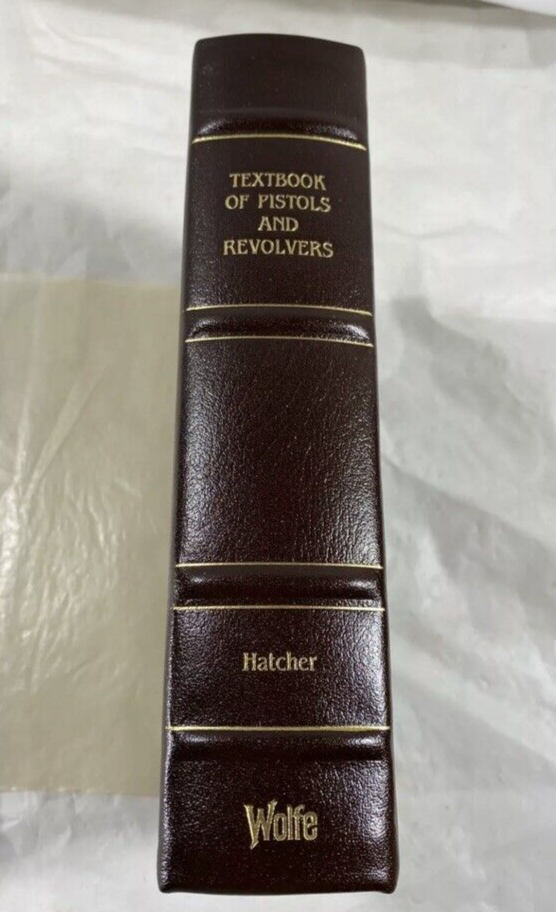 TEXTBOOK
OF PISTOLS
AND
REVOLVERS
Hatcher
Wolfe